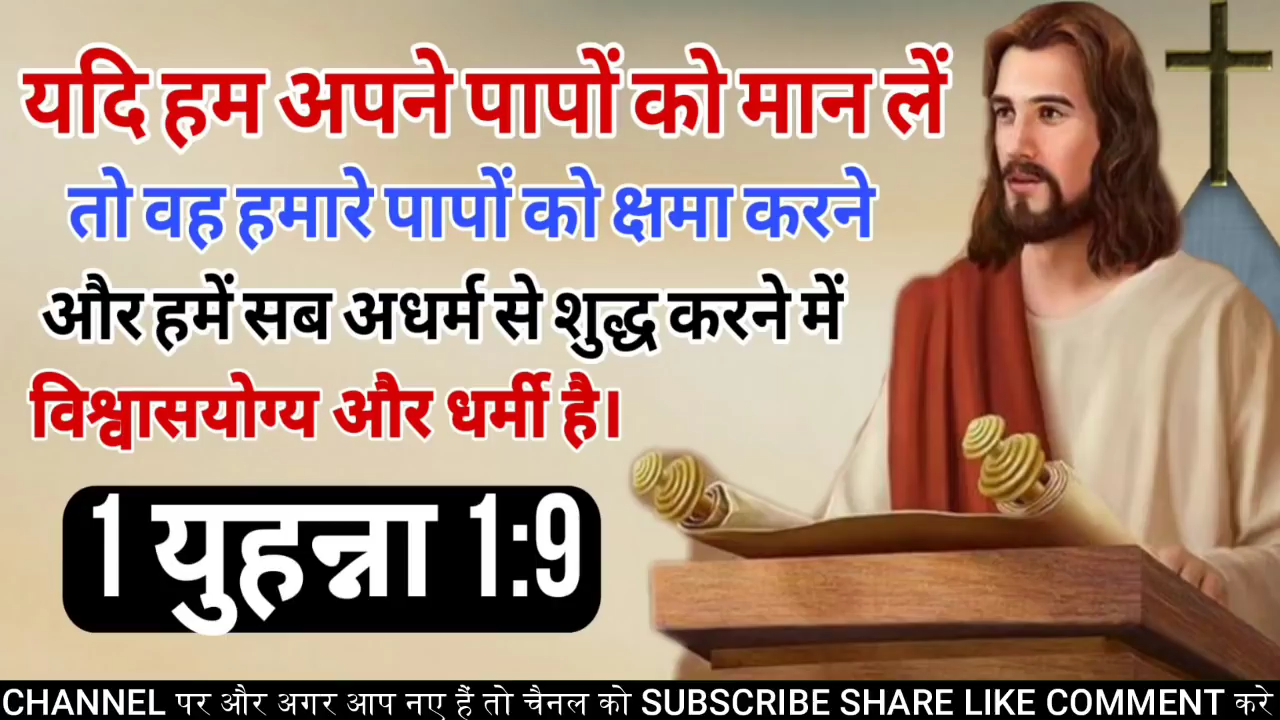 यदि हम अपने पापों को मान लें
तो वह हमारे पापों को क्षमा करने
और हमें सब अधर्म से शुद्ध करने में
विश्वासयोग्य और धर्मी है।
1 युहन्ना 1:9
CHANNEL पर और अगर आप नए हैं तो चैनल को SUBSCRIBE SHARE LIKE COMMENT करे